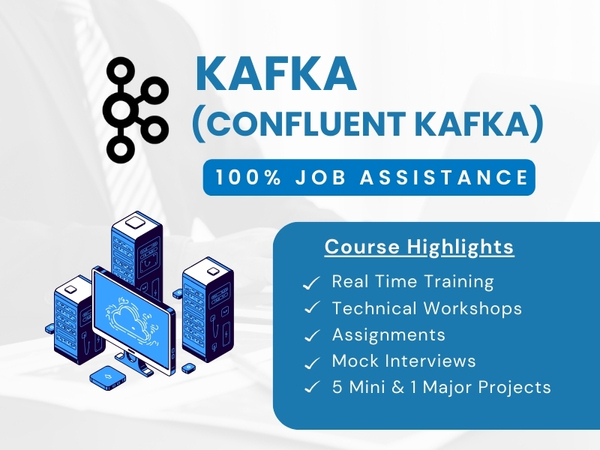 KAFKA
(CONFLUENT KAFKA)
100% JOB ASSISTANCE
Course Highlights
Real Time Training
Technical Workshops
Assignments
Mock Interviews
5 Mini & 1 Major Projects